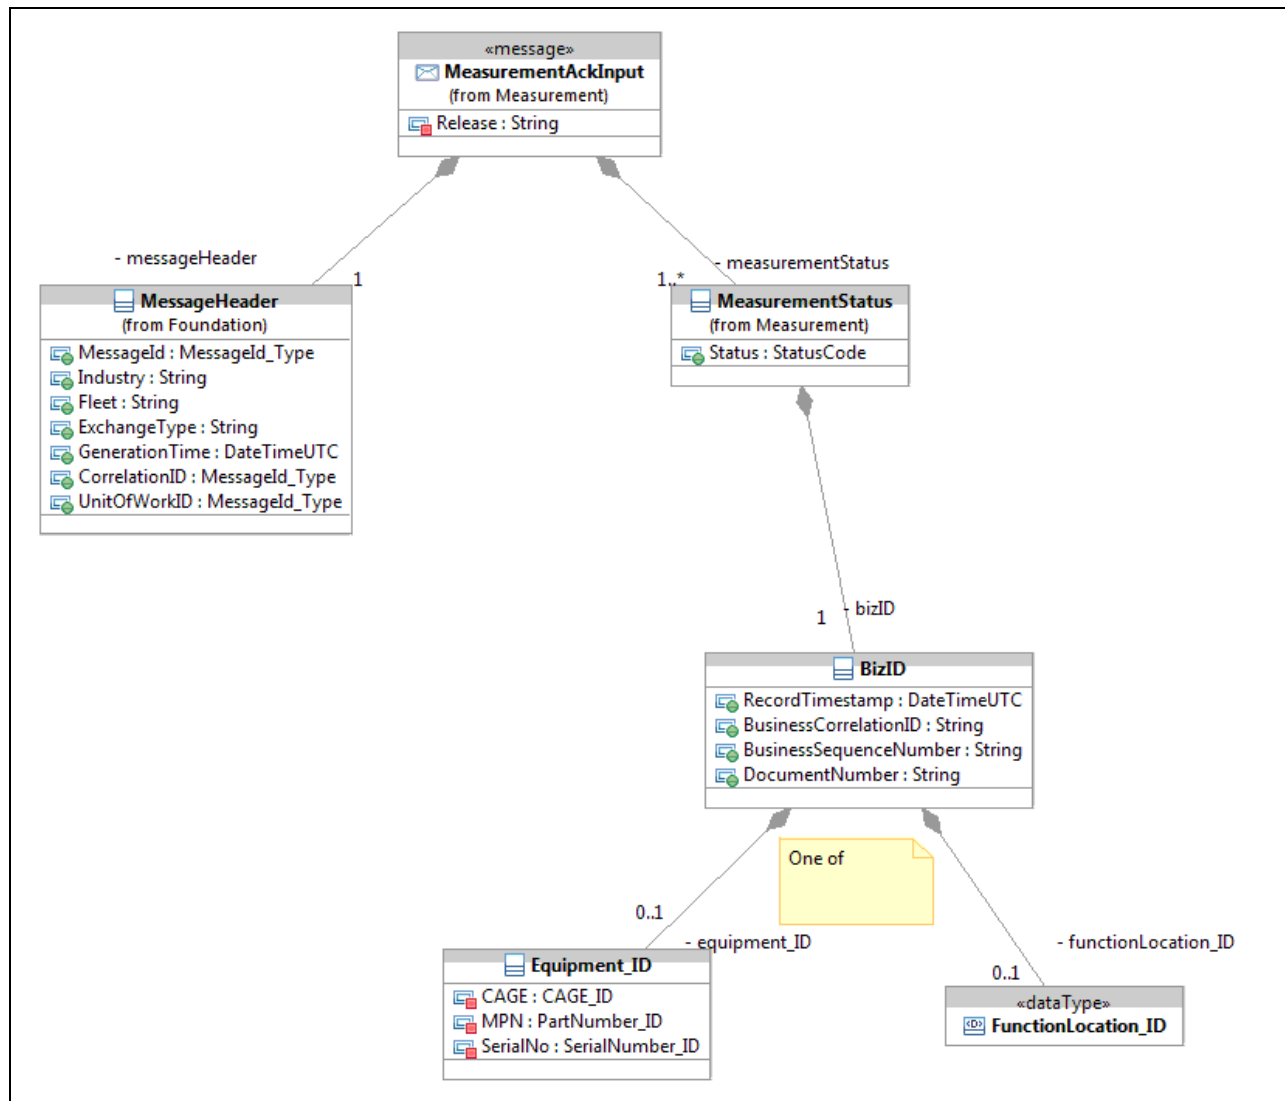 «message»
MeasurementAckInput
(from Measurement)
Release : String
- messageHeader
1
- measurementStatus
1..*
MessageHeader
(from Foundation)
MessageId : MessageId_Type
Industry : String
Fleet : String
ExchangeType : String
GenerationTime : DateTimeUTC
CorrelationID : MessageId_Type
UnitOfWorkID : MessageId_Type
MeasurementStatus
(from Measurement)
Status : StatusCode
- bizID
1
BizID
RecordTimestamp : DateTimeUTC
BusinessCorrelationID : String
BusinessSequenceNumber : String
DocumentNumber : String
One of
0..1
- equipment_ID
- functionLocation_ID
0..1
Equipment_ID
CAGE : CAGE_ID
MPN : PartNumber_ID
SerialNo : SerialNumber_ID
«dataType»
«D» FunctionLocation_ID